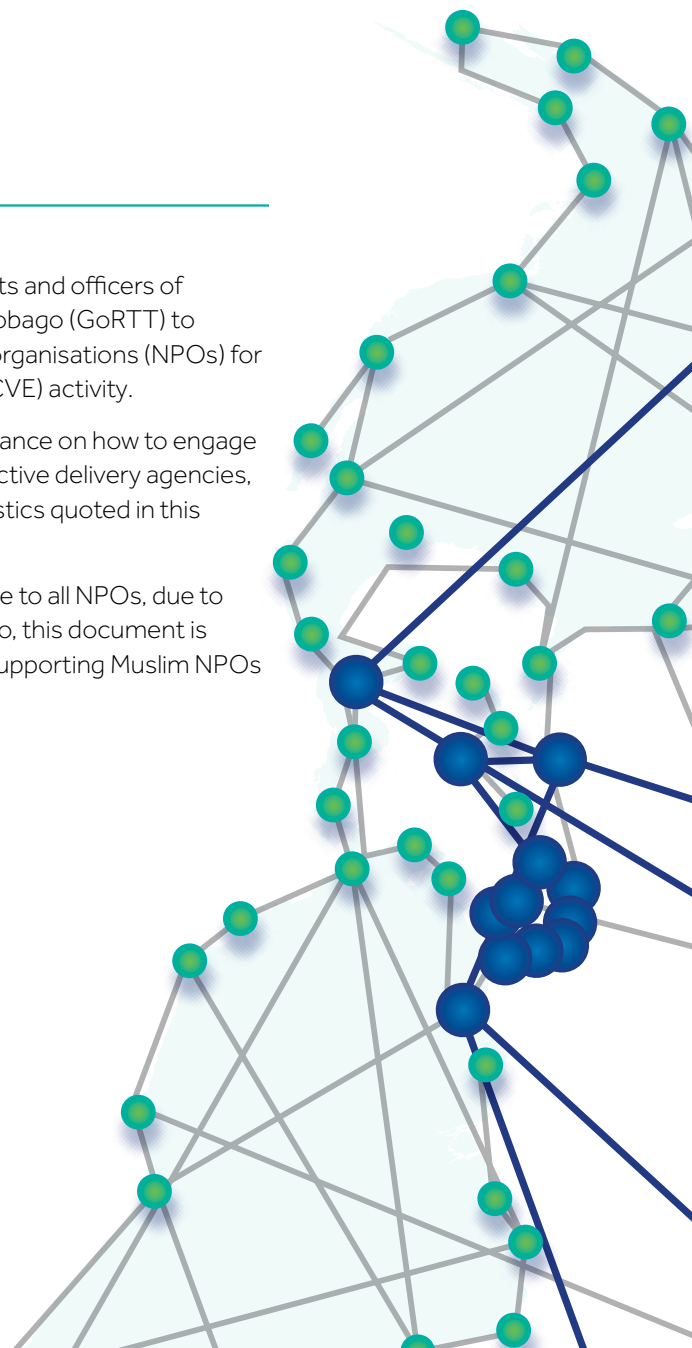 ts and officers of
obago (GoRTT) to
organisations (NPOs) for
CVE) activity.
ance on how to engage
ctive delivery agencies,
stics quoted in this
e to all NPOs, due to
o, this document is
supporting Muslim NPOs